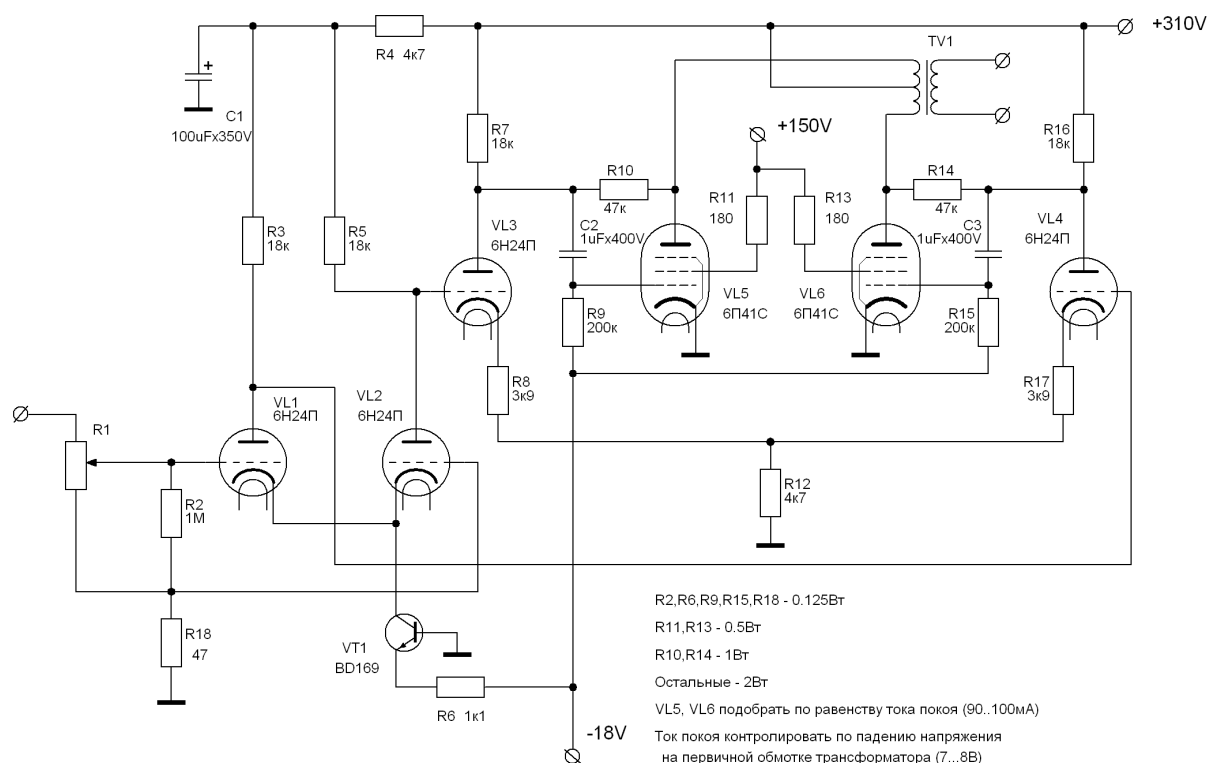 +310V
R4 4к7
TV1
+
C1
100uFx350V
R7
18к
+150V
R16
18к
R10
47к
R11
180
R13
180
R14
47к
R3
18к
R5
18к
VL3
6Н24П
C2
1uFx400V
C3
1uFx400V
VL4
6Н24П
VL5
6П41С
VL6
6П41С
R9
200к
R15
200к
R8
3к9
R17
3к9
VL1
6Н24П
VL2
6Н24П
R1
R2
1М
R12
4к7
R18
47
VT1
BD169
R6 1к1
-18V
R2,R6,R9,R15,R18 - 0.125Вт
R11,R13 - 0.5Вт
R10,R14 - 1Вт
Остальные - 2Вт
VL5, VL6 подобрать по равенству тока покоя (90..100мА)
Ток покоя контролировать по падению напряжения
на первичной обмотке трансформатора (7...8В)